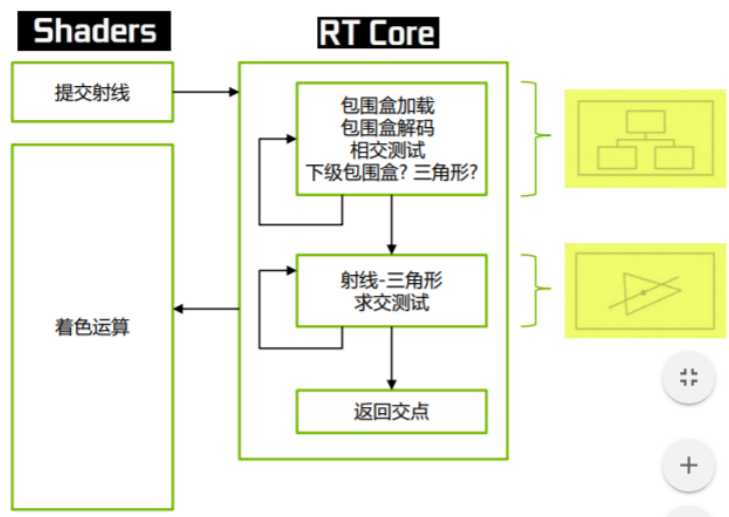 Shaders
RT Core
提交射线
包围盒加载
包围盒解码
相交测试
下级包围盒? 三角形?
射线-三角形
求交测试
着色运算
返回交点